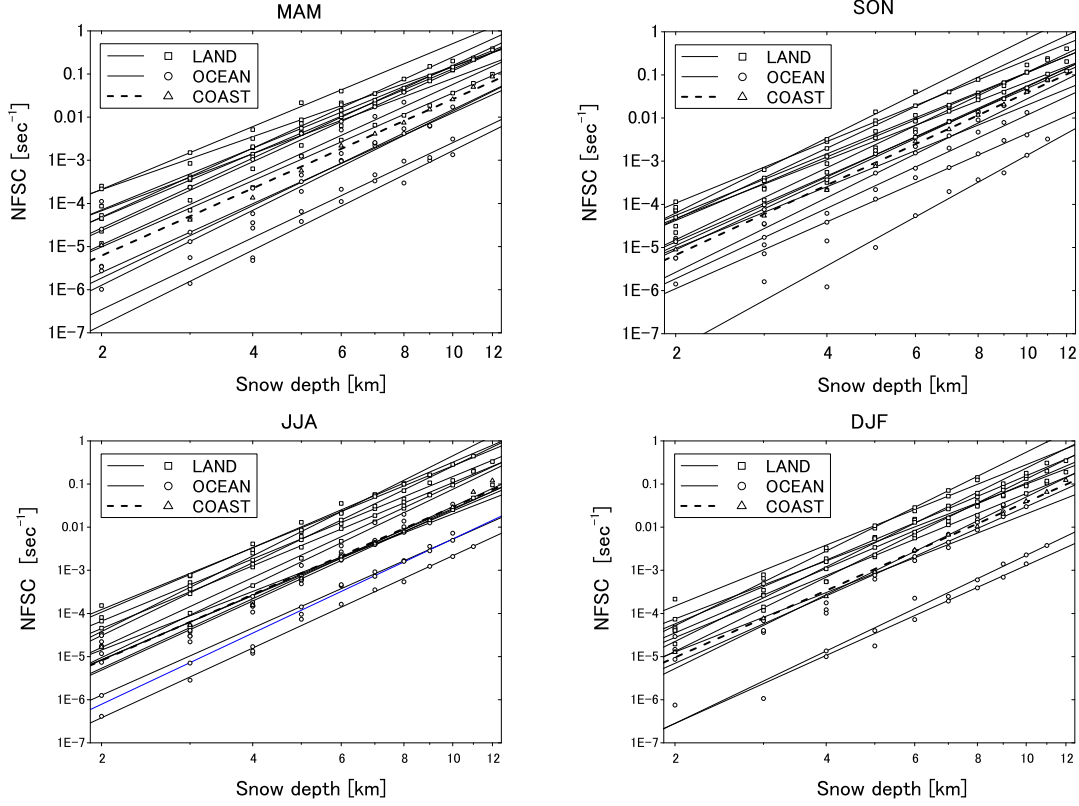 MAM
1
0.1
0.01
1E−3
1E−4
1E−5
1E−6
1E−7
NFSC [sec⁻¹]
LAND
OCEAN
COAST
2 4 6 8 10 12
Snow depth [km]
SON
1
0.1
0.01
1E−3
1E−4
1E−5
1E−6
1E−7
NFSC [sec⁻¹]
LAND
OCEAN
COAST
2 4 6 8 10 12
Snow depth [km]
JJA
1
0.1
0.01
1E−3
1E−4
1E−5
1E−6
1E−7
NFSC [sec⁻¹]
LAND
OCEAN
COAST
2 4 6 8 10 12
Snow depth [km]
DJF
1
0.1
0.01
1E−3
1E−4
1E−5
1E−6
1E−7
NFSC [sec⁻¹]
LAND
OCEAN
COAST
2 4 6 8 10 12
Snow depth [km]